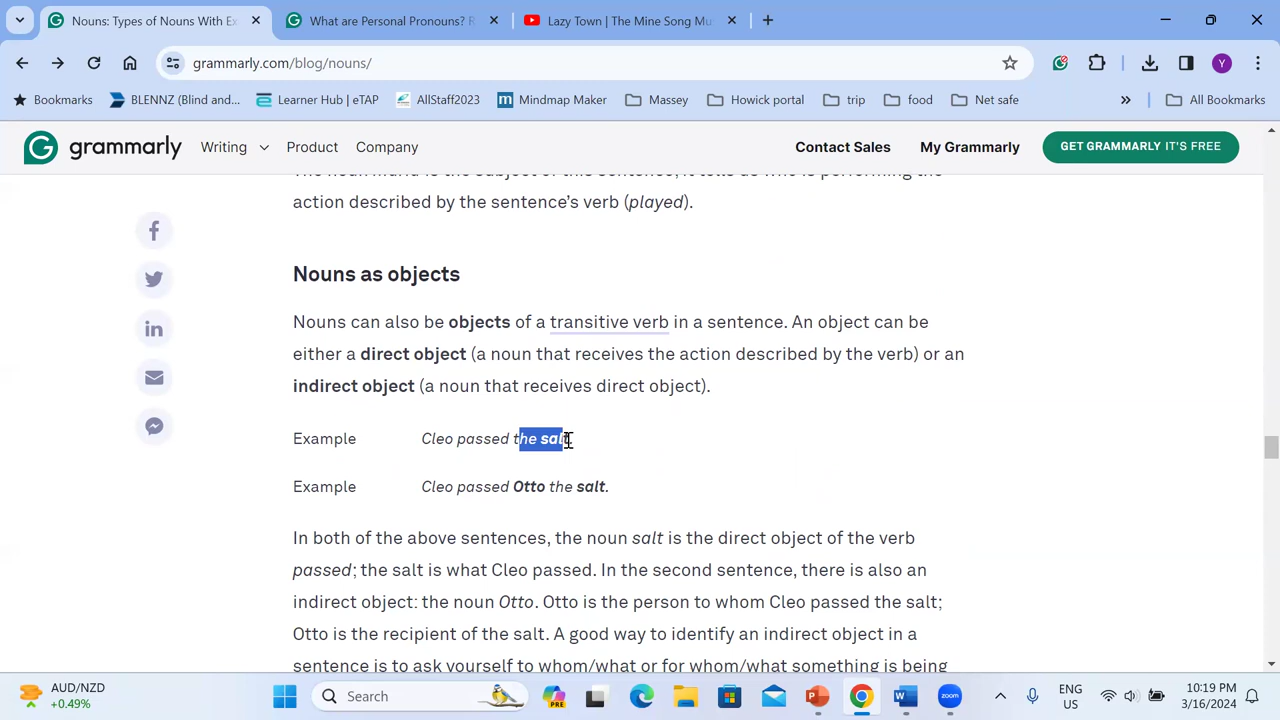 Nouns: Types of Nouns With Ex
What are Personal Pronouns? R
Lazy Town | The Mine Song Mu
grammarly.com/blog/nouns/
Y
Bookmarks
BLENNZ (Blind and...
Learner Hub | eTAP
AllStaff2023
Mindmap Maker
Massey
Howick portal
trip
food
Net safe
All Bookmarks
grammarly
Writing
Product
Company
Contact Sales
My Grammarly
GET GRAMMARLY IT'S FREE
action described by the sentence's verb (played).
Nouns as objects
Nouns can also be objects of a transitive verb in a sentence. An object can be
either a direct object (a noun that receives the action described by the verb) or an
indirect object (a noun that receives direct object).
Example Cleo passed the salt
Example Cleo passed Otto the salt.
In both of the above sentences, the noun salt is the direct object of the verb
passed; the salt is what Cleo passed. In the second sentence, there is also an
indirect object: the noun Otto. Otto is the person to whom Cleo passed the salt;
Otto is the recipient of the salt. A good way to identify an indirect object in a
sentence is to ask yourself to whom/what or for whom/what something is being
AUD/NZD
+0.49%
Search
PRE
zoom
ENG
US
10:19 PM
3/16/2024